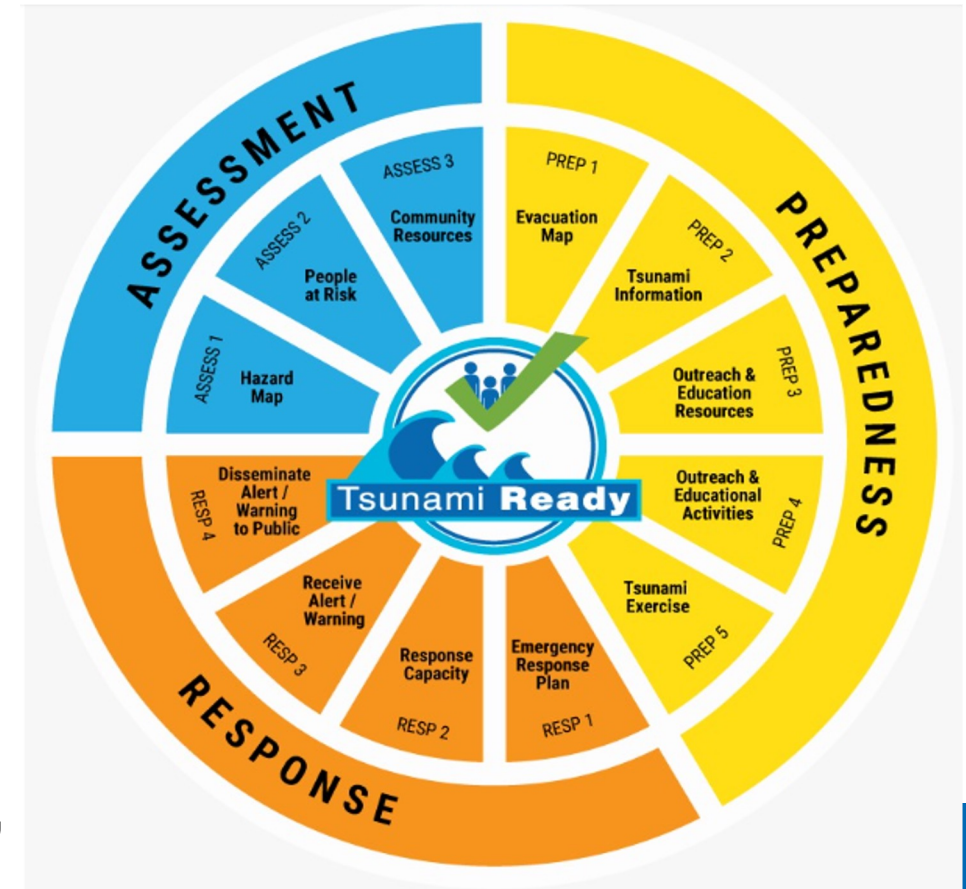 ASSESSMENT
ASSESS 1
Hazard
Map
ASSESS 2
People
at Risk
ASSESS 3
Community
Resources
PREPAREDNESS
PREP 1
Evacuation
Map
PREP 2
Tsunami
Information
PREP 3
Outreach &
Education
Resources
PREP 4
Outreach &
Educational
Activities
PREP 5
Tsunami
Exercise
RESPONSE
RESP 1
Emergency
Response
Plan
RESP 2
Response
Capacity
RESP 3
Receive
Alert /
Warning
RESP 4
Disseminate
Alert /
Warning
to Public
Tsunami Ready